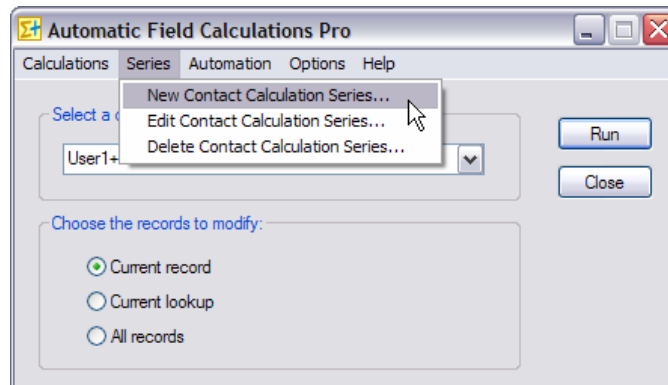 Automatic Field Calculations Pro
Calculations Series Automation Options Help
New Contact Calculation Series...
Edit Contact Calculation Series...
Delete Contact Calculation Series...
Select a
User1+
Run
Close
Choose the records to modify:
Current record
Current lookup
All records